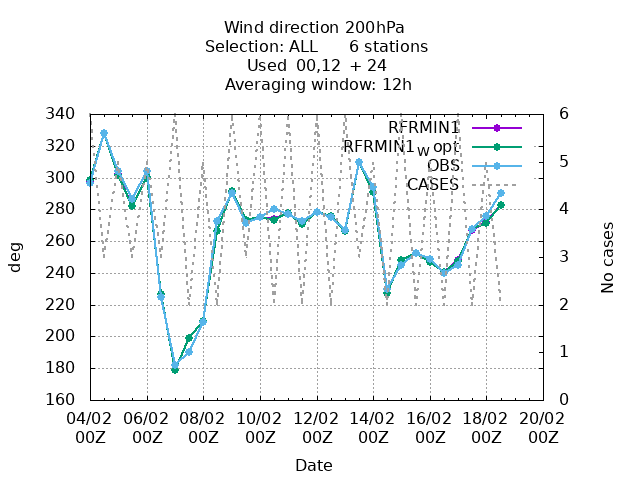 Wind direction 200hPa
Selection: ALL 6 stations
Used 00,12 + 24
Averaging window: 12h
340
320
300
280
260
240
220
200
180
160
deg
6
5
4
3
2
1
0
No cases
RFRMIN1
RFRMIN1_w opt
OBS
CASES
04/02 06/02 08/02 10/02 12/02 14/02 16/02 18/02 20/02
00Z 00Z 00Z 00Z 00Z 00Z 00Z 00Z 00Z
Date